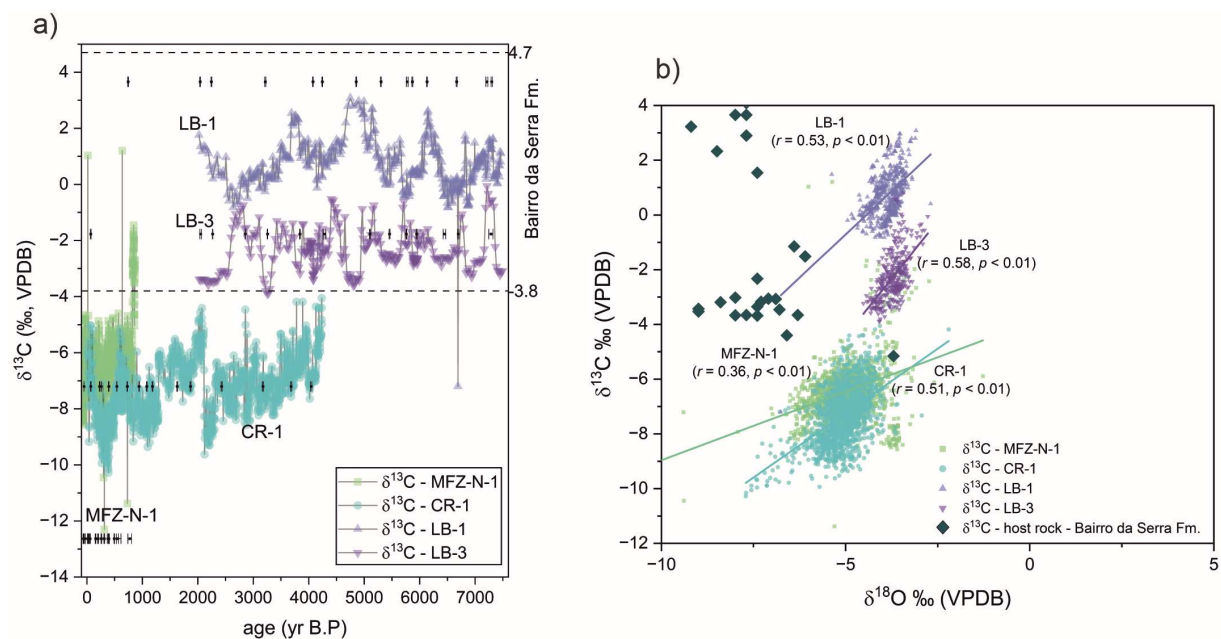 a)
4
2
0
−2
−4
−6
−8
−10
−12
−14
δ¹³C (‰, VPDB)
LB-1
LB-3
CR-1
MFZ-N-1
4.7
−3.8
Bairro da Serra Fm.
δ¹³C - MFZ-N-1
δ¹³C - CR-1
δ¹³C - LB-1
δ¹³C - LB-3
0 1000 2000 3000 4000 5000 6000 7000
age (yr B.P)
b)
4
2
0
−2
−4
−6
−8
−10
−12
δ¹³C ‰ (VPDB)
LB-1
(r = 0.53, p < 0.01)
LB-3
(r = 0.58, p < 0.01)
MFZ-N-1
(r = 0.36, p < 0.01)
CR-1
(r = 0.51, p < 0.01)
δ¹³C - MFZ-N-1
δ¹³C - CR-1
δ¹³C - LB-1
δ¹³C - LB-3
δ¹³C - host rock - Bairro da Serra Fm.
−10 −5 0 5
δ¹⁸O ‰ (VPDB)